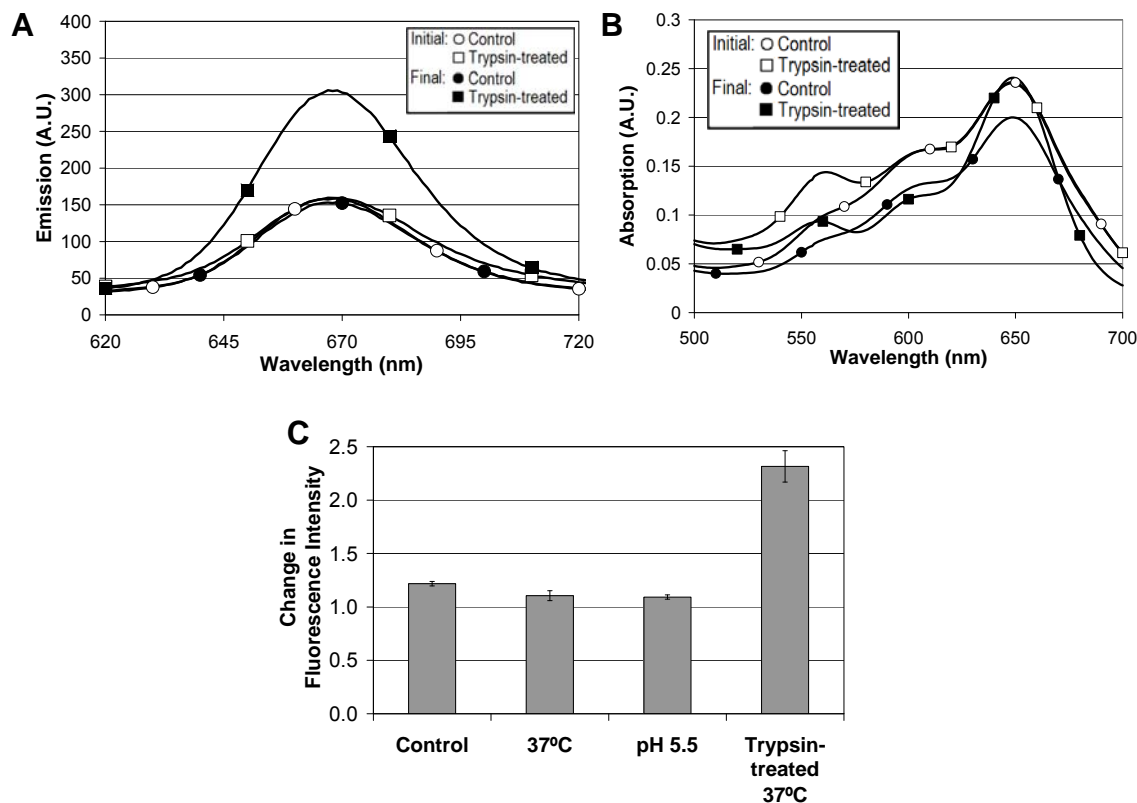 A
Emission (A.U.)
400
350
300
250
200
150
100
50
0
620
645
670
695
720
Wavelength (nm)
Initial: Control
Trypsin-treated
Final: Control
Trypsin-treated
B
Absorption (A.U.)
0.3
0.25
0.2
0.15
0.1
0.05
0
500
550
600
650
700
Wavelength (nm)
Initial: Control
Trypsin-treated
Final: Control
Trypsin-treated
C
Change in
Fluorescence Intensity
2.5
2.0
1.5
1.0
0.5
0.0
Control
37ºC
pH 5.5
Trypsin-
treated
37ºC